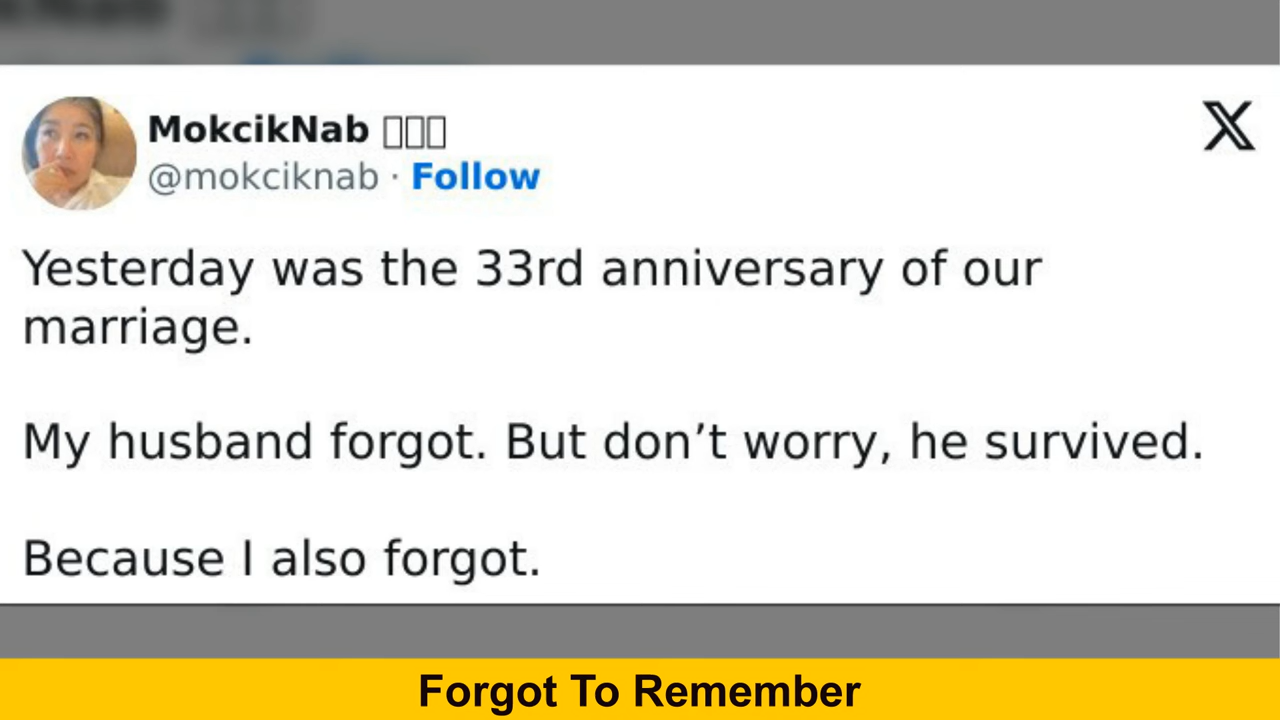 MokcikNab
@mokciknab · Follow
Yesterday was the 33rd anniversary of our
marriage.
My husband forgot. But don’t worry, he survived.
Because I also forgot.
Forgot To Remember